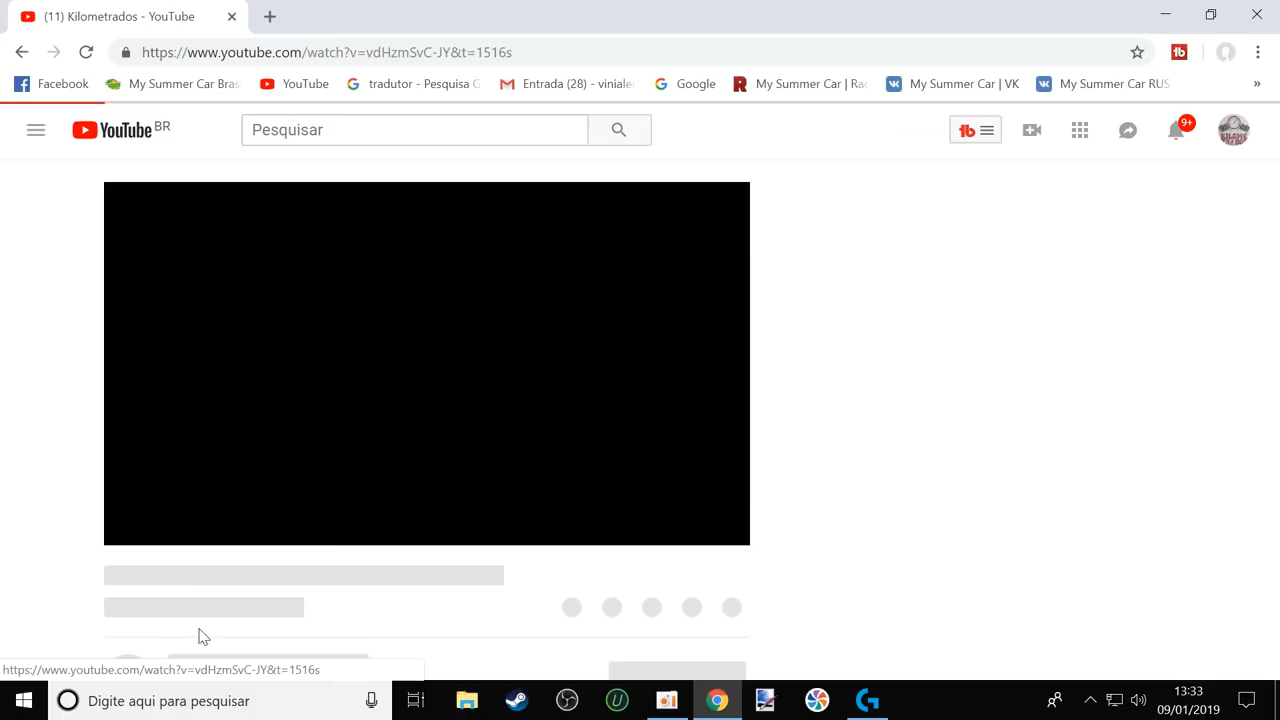 (11) Kilometrados - YouTube
https://www.youtube.com/watch?v=vdHzmSvC-JY&t=1516s
Facebook
My Summer Car Bras
YouTube
tradutor - Pesquisa G
Entrada (28) - vinialer
Google
My Summer Car | Rac
My Summer Car | VK
My Summer Car RUS
»
YouTube BR
Pesquisar
9+
https://www.youtube.com/watch?v=vdHzmSvC-JY&t=1516s
Digite aqui para pesquisar
13:33
09/01/2019